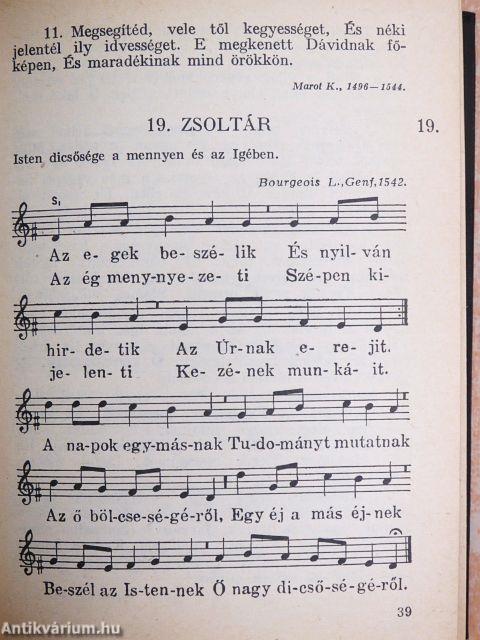 11. Megsegítéd, vele től kegyességet, És néki
jelentél ily idvességet. E megkenett Dávidnak fő-
képen, És maradékinak mind örökkön.
Marot K., 1496—1544.
19. ZSOLTÁR 19.
Isten dicsősége a mennyen és az Igében.
Bourgeois L., Genf, 1542.
S₁
Az e- gek be- szé- lik És nyil- ván
Az ég meny-nye-ze- ti Szé- pen ki-
hir- de- tik Az Úr- nak e- re- jit.
je- len- ti Ke- zé- nek mun- ká- it.
A na-pok egy-más-nak Tu-do-mányt mutatnak
Az ő böl-cse-sé-gé-ről, Egy éj a más éj-nek
Be-szél az Is-ten-nek Ő nagy di-cső-sé-gé-ről.
39
Antikvárium.hu